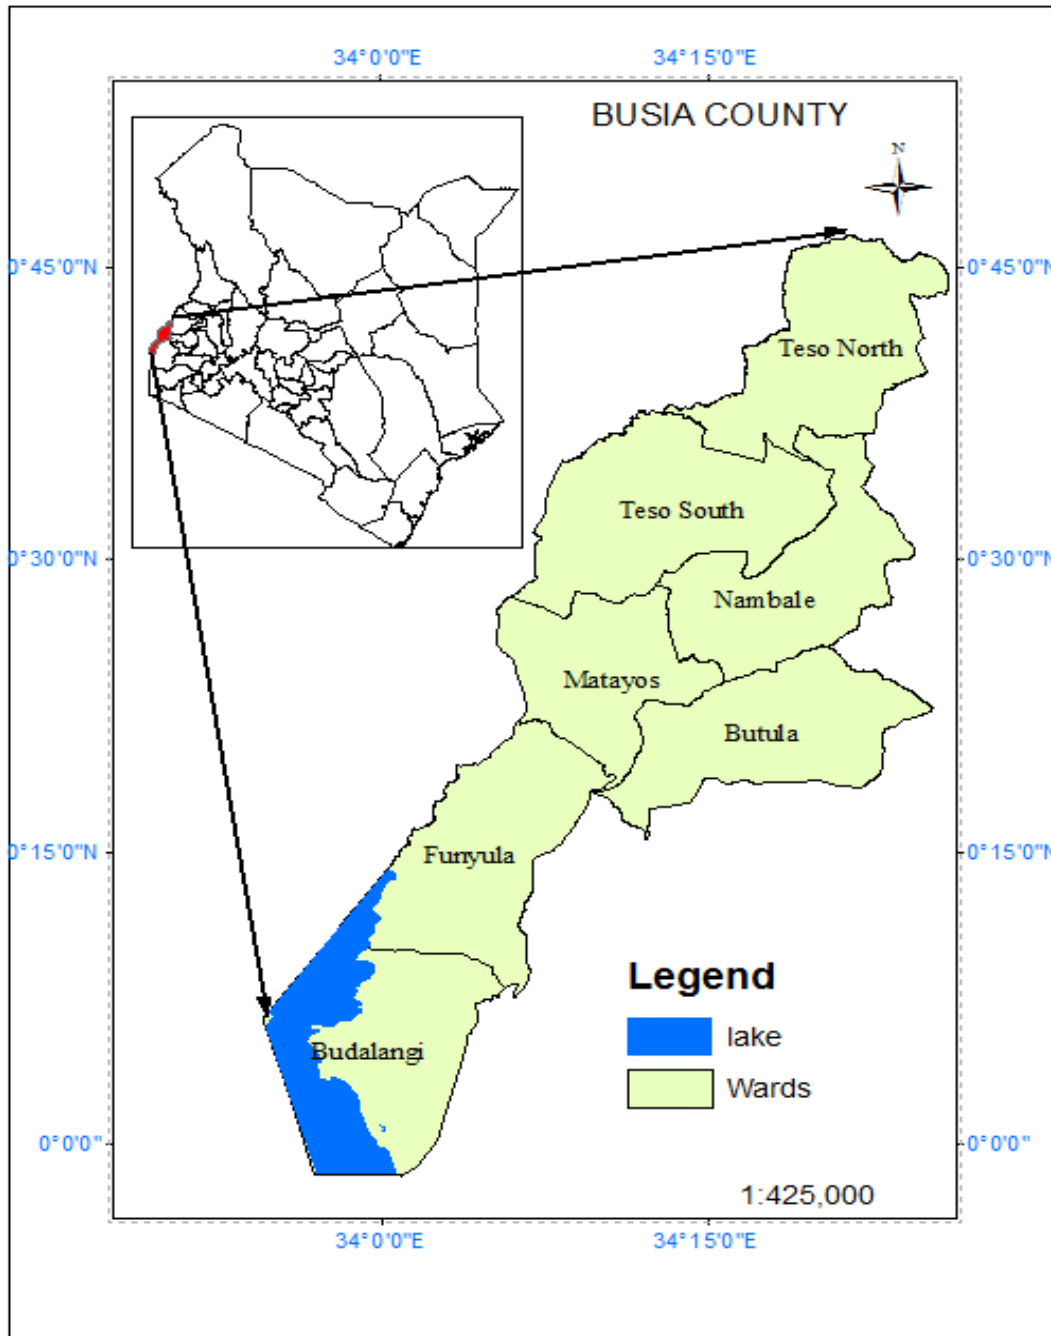 34°0'0"E 34°15'0"E
BUSIA COUNTY
N
0°45'0"N 0°45'0"N
Teso North
Teso South
0°30'0"N 0°30'0"N
Nambale
Matayos
Butula
0°15'0"N 0°15'0"N
Funyula
Legend
lake
Budalangi
Wards
0°0'0" 0°0'0"
1:425,000
34°0'0"E 34°15'0"E